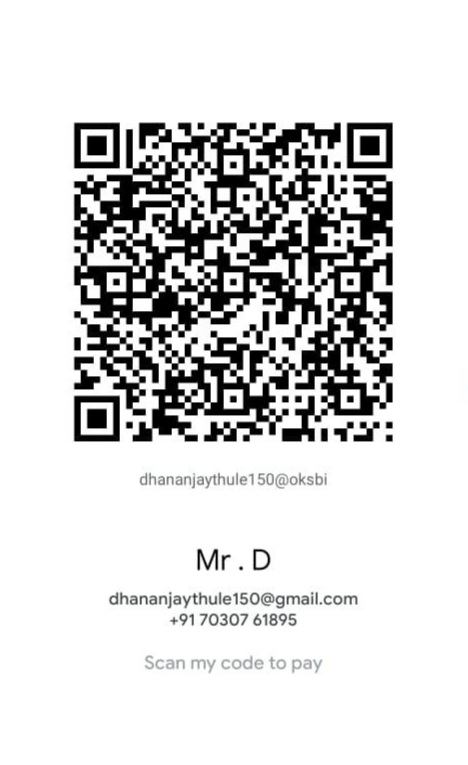 dhananjaythule150@oksbi
Mr . D
dhananjaythule150@gmail.com
+91 70307 61895
Scan my code to pay